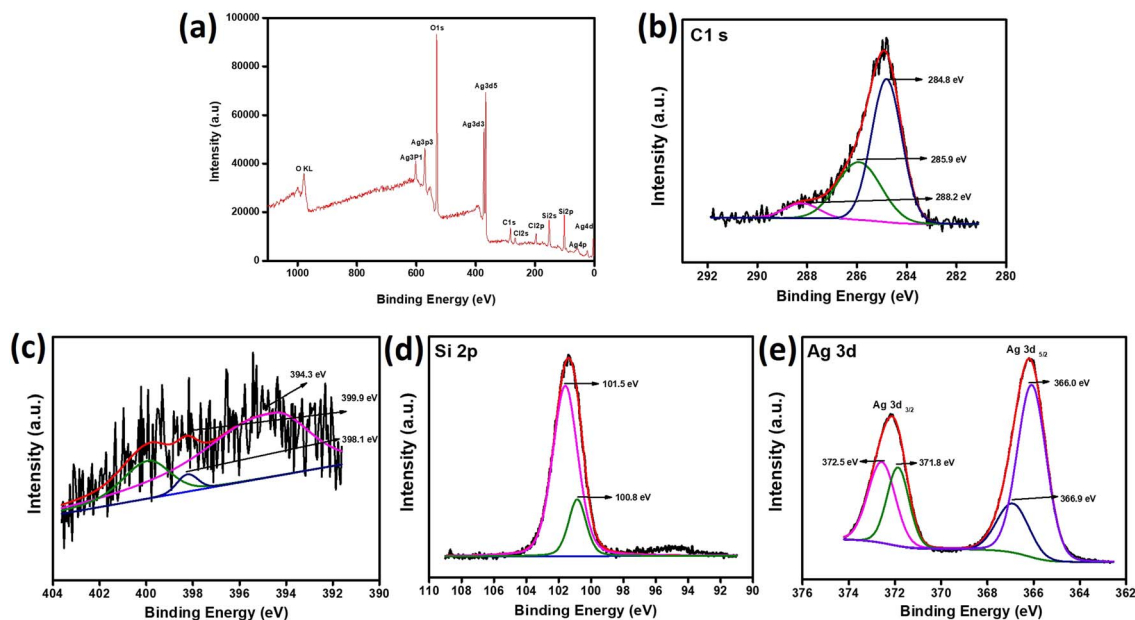 (a)
100000
80000
60000
40000
20000
0
Intensity (a.u)
O KL
Ag3P1
Ag3p3
O1s
Ag3d3
Ag3d5
C1s
Cl2s
Cl2p
Si2s
Si2p
Ag4p
Ag4d
1000 800 600 400 200 0
Binding Energy (eV)
(b)
C1 s
284.8 eV
285.9 eV
288.2 eV
Intensity (a.u.)
292 290 288 286 284 282 280
Binding Energy (eV)
(c)
394.3 eV
399.9 eV
398.1 eV
Intensity (a.u.)
404 402 400 398 396 394 392 390
Binding Energy (eV)
(d)
Si 2p
101.5 eV
100.8 eV
Intensity (a.u.)
110 108 106 104 102 100 98 96 94 92 90
Binding Energy (eV)
(e)
Ag 3d
Ag 3d 5/2
366.0 eV
Ag 3d 3/2
372.5 eV
371.8 eV
366.9 eV
Intensity (a.u.)
376 374 372 370 368 366 364 362
Binding Energy (eV)